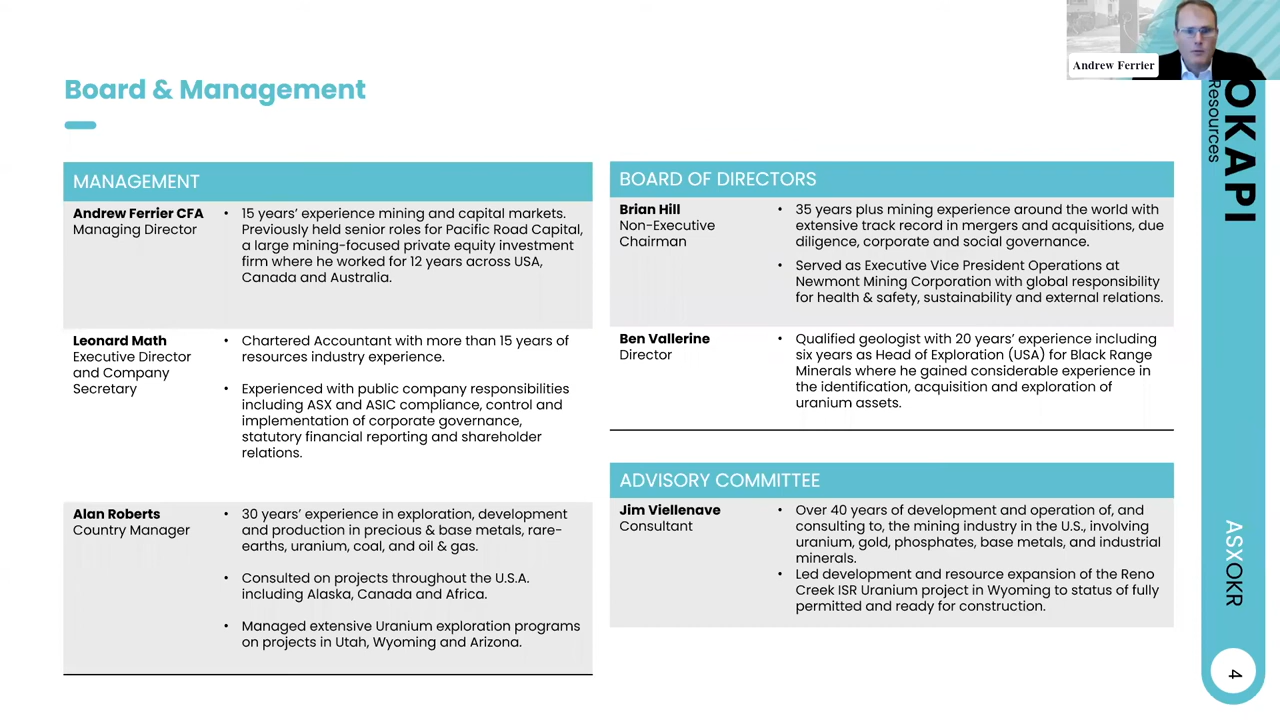 Board & Management
Andrew Ferrier
OKAPI
Resources
MANAGEMENT
Andrew Ferrier CFA
Managing Director
• 15 years' experience mining and capital markets.
Previously held senior roles for Pacific Road Capital,
a large mining-focused private equity investment
firm where he worked for 12 years across USA,
Canada and Australia.
Leonard Math
Executive Director
and Company
Secretary
• Chartered Accountant with more than 15 years of
resources industry experience.
• Experienced with public company responsibilities
including ASX and ASIC compliance, control and
implementation of corporate governance,
statutory financial reporting and shareholder
relations.
Alan Roberts
Country Manager
• 30 years' experience in exploration, development
and production in precious & base metals, rare-
earths, uranium, coal, and oil & gas.
• Consulted on projects throughout the U.S.A.
including Alaska, Canada and Africa.
• Managed extensive Uranium exploration programs
on projects in Utah, Wyoming and Arizona.
BOARD OF DIRECTORS
Brian Hill
Non-Executive
Chairman
• 35 years plus mining experience around the world with
extensive track record in mergers and acquisitions, due
diligence, corporate and social governance.
• Served as Executive Vice President Operations at
Newmont Mining Corporation with global responsibility
for health & safety, sustainability and external relations.
Ben Vallerine
Director
• Qualified geologist with 20 years' experience including
six years as Head of Exploration (USA) for Black Range
Minerals where he gained considerable experience in
the identification, acquisition and exploration of
uranium assets.
ADVISORY COMMITTEE
Jim Viellenave
Consultant
• Over 40 years of development and operation of, and
consulting to, the mining industry in the U.S., involving
uranium, gold, phosphates, base metals, and industrial
minerals.
• Led development and resource expansion of the Reno
Creek ISR Uranium project in Wyoming to status of fully
permitted and ready for construction.
ASXOKR
4